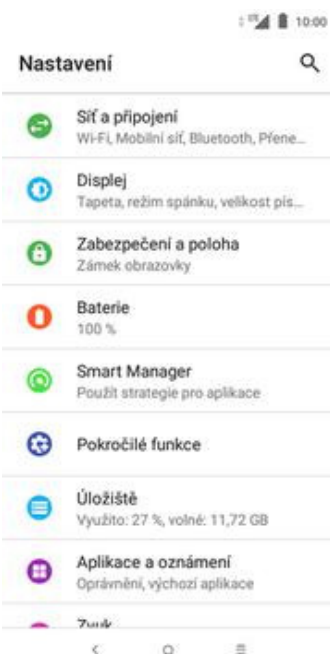 10:00
Nastavení
Síť a připojení
Wi-Fi, Mobilní síť, Bluetooth, Přene...
Displej
Tapeta, režim spánku, velikost pís...
Zabezpečení a poloha
Zámek obrazovky
Baterie
100 %
Smart Manager
Použít strategie pro aplikace
Pokročilé funkce
Úložiště
Využito: 27 %, volné: 11,72 GB
Aplikace a oznámení
Oprávnění, výchozí aplikace
Zvuk